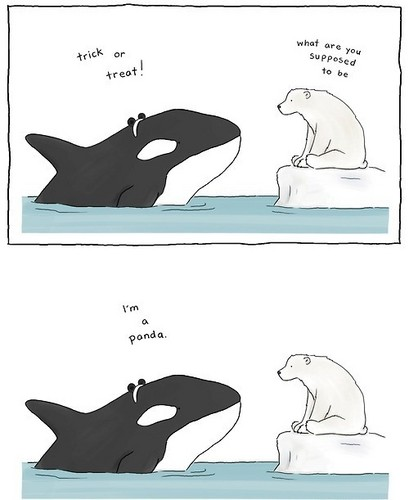 trick or
treat!
what are you
supposed
to be
I'm
a
panda.